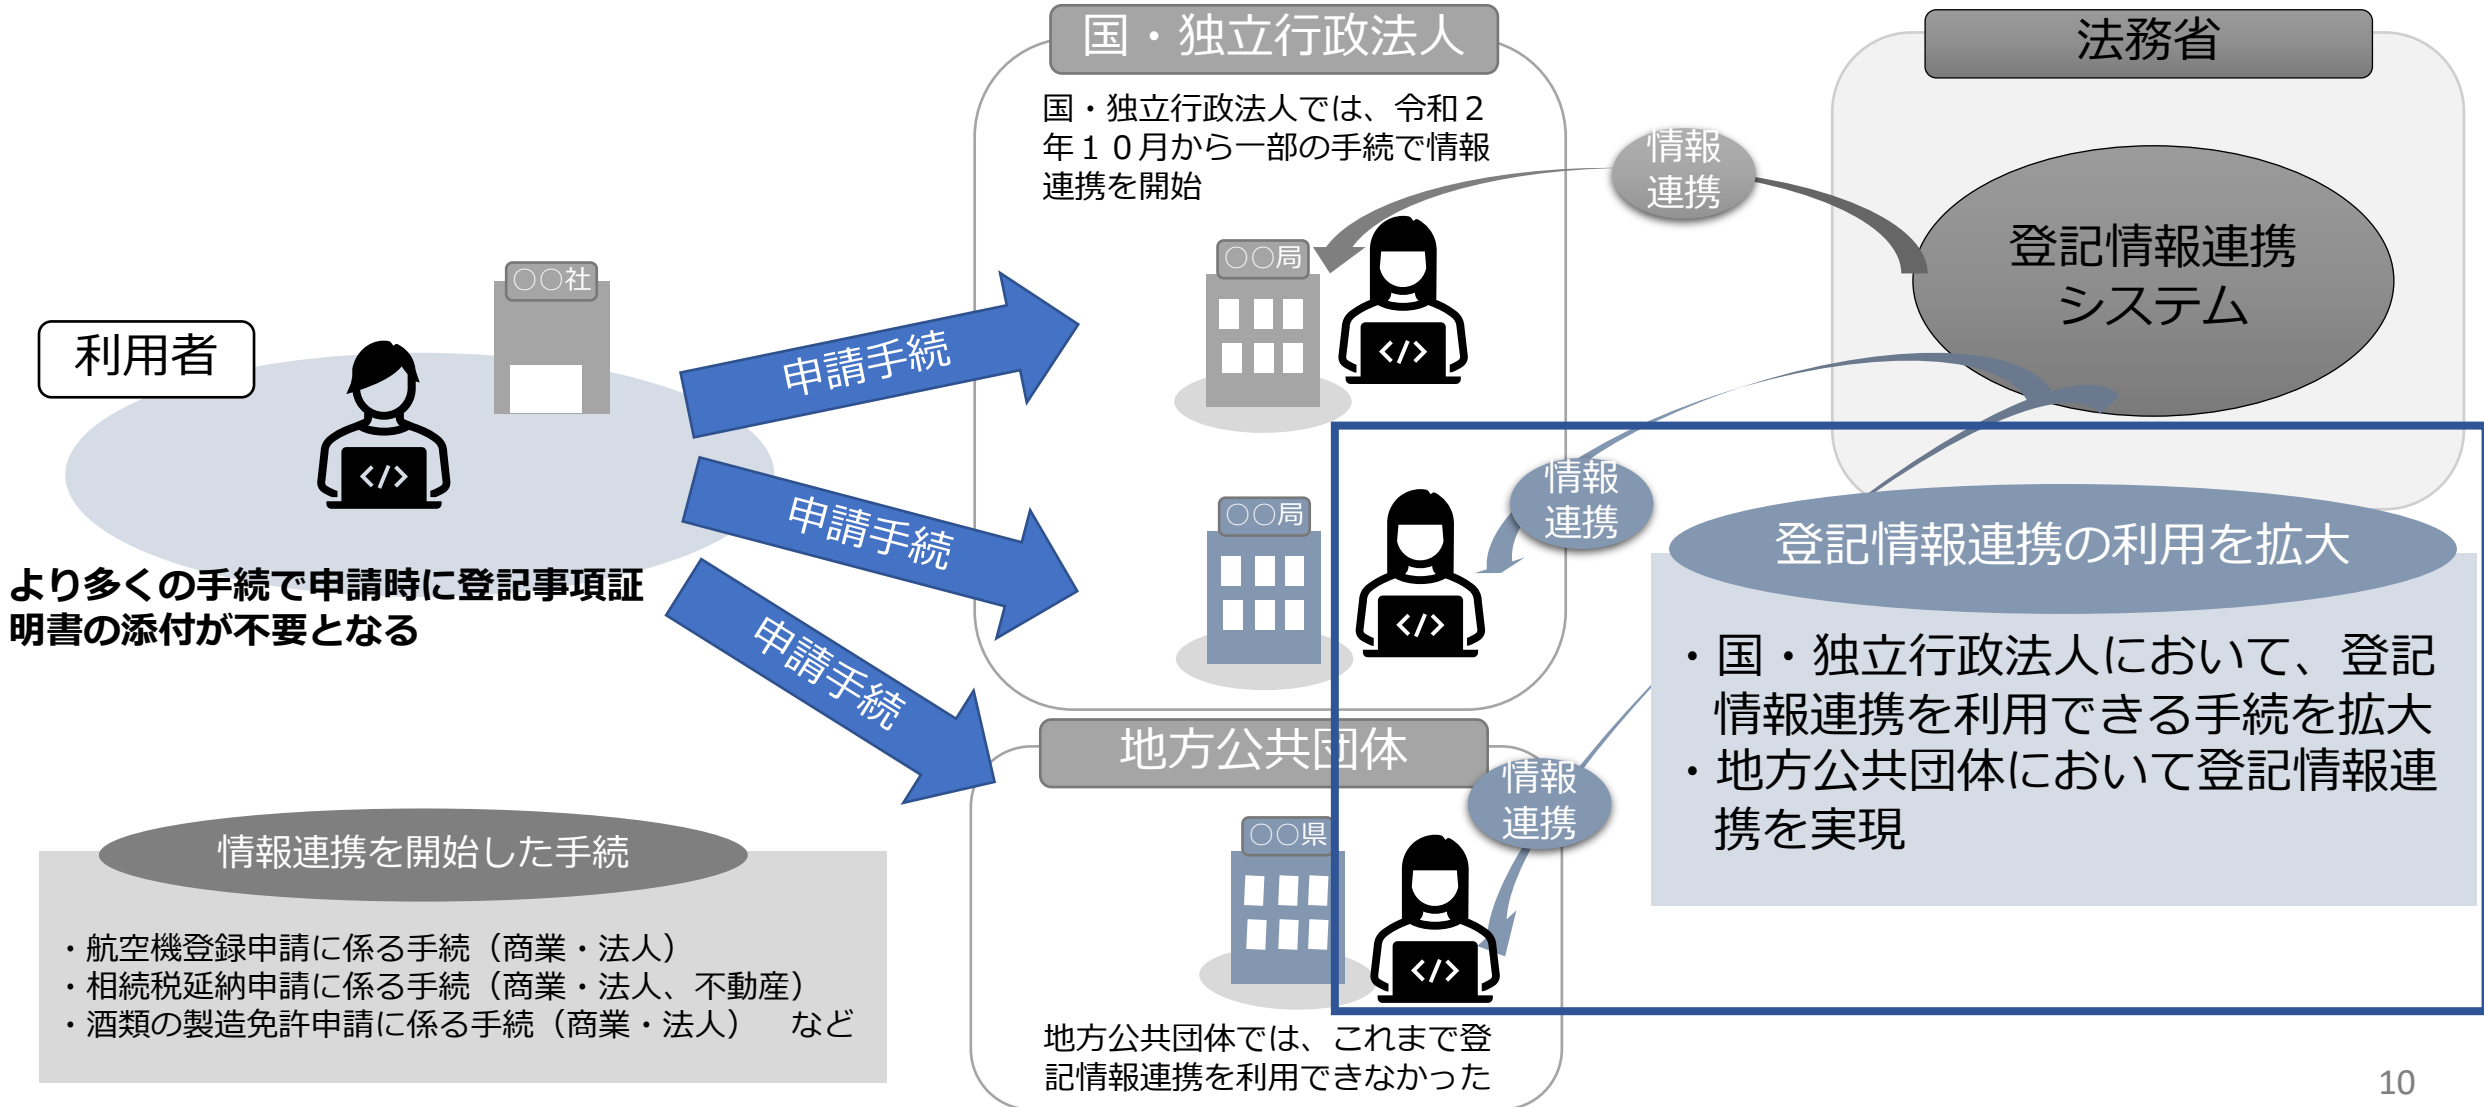 国・独立行政法人
法務省
国・独立行政法人では、令和２
年１０月から一部の手続で情報
連携を開始
情報
連携
登記情報連携
システム
〇〇局
〇〇社
利用者
申請手続
申請手続
申請手続
〇〇局
情報
連携
より多くの手続で申請時に登記事項証
明書の添付が不要となる
登記情報連携の利用を拡大
・国・独立行政法人において、登記
情報連携を利用できる手続を拡大
・地方公共団体において登記情報連
携を実現
地方公共団体
情報
連携
〇〇県
情報連携を開始した手続
・航空機登録申請に係る手続（商業・法人）
・相続税延納申請に係る手続（商業・法人、不動産）
・酒類の製造免許申請に係る手続（商業・法人）　など
地方公共団体では、これまで登
記情報連携を利用できなかった
10